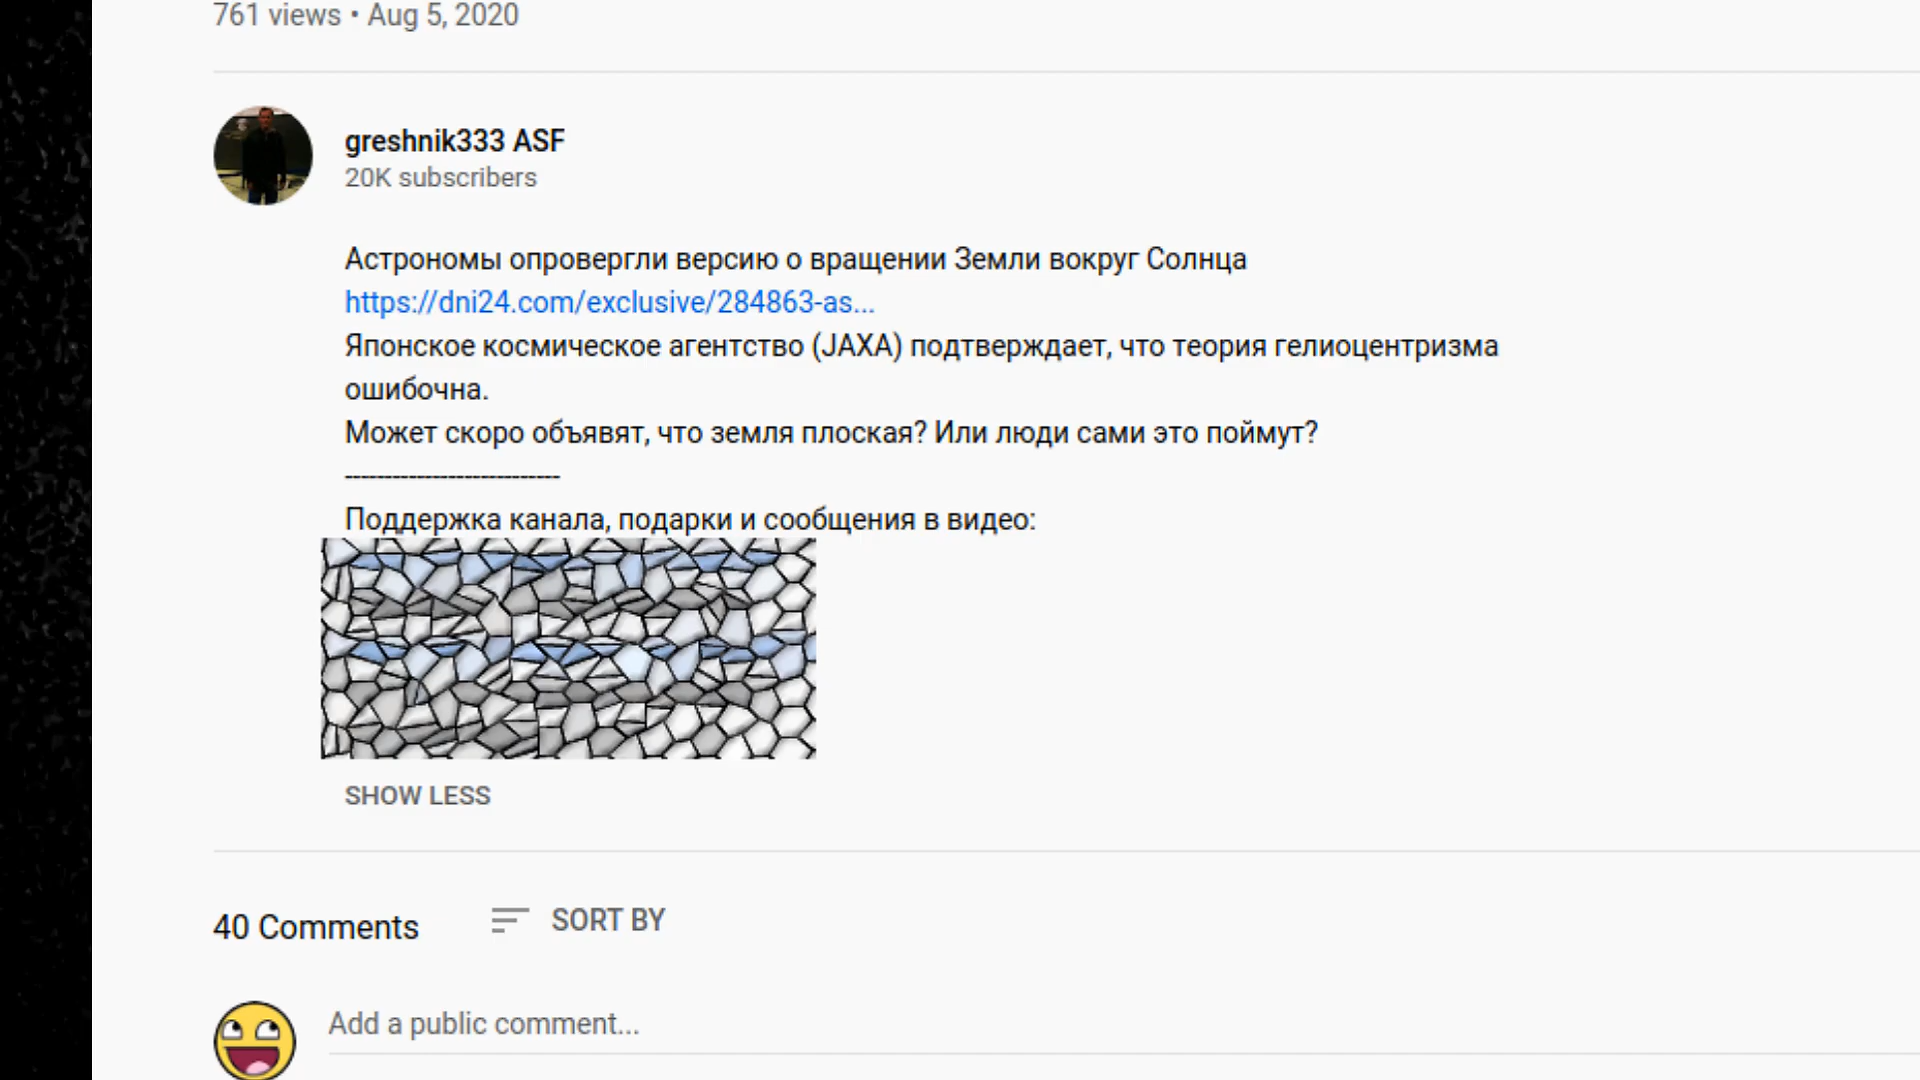 761 views • Aug 5, 2020
greshnik333 ASF
20K subscribers
Астрономы опровергли версию о вращении Земли вокруг Солнца
https://dni24.com/exclusive/284863-as...
Японское космическое агентство (JAXA) подтверждает, что теория гелиоцентризма
ошибочна.
Может скоро объявят, что земля плоская? Или люди сами это поймут?
---------------------------
Поддержка канала, подарки и сообщения в видео:
SHOW LESS
40 Comments
SORT BY
Add a public comment...